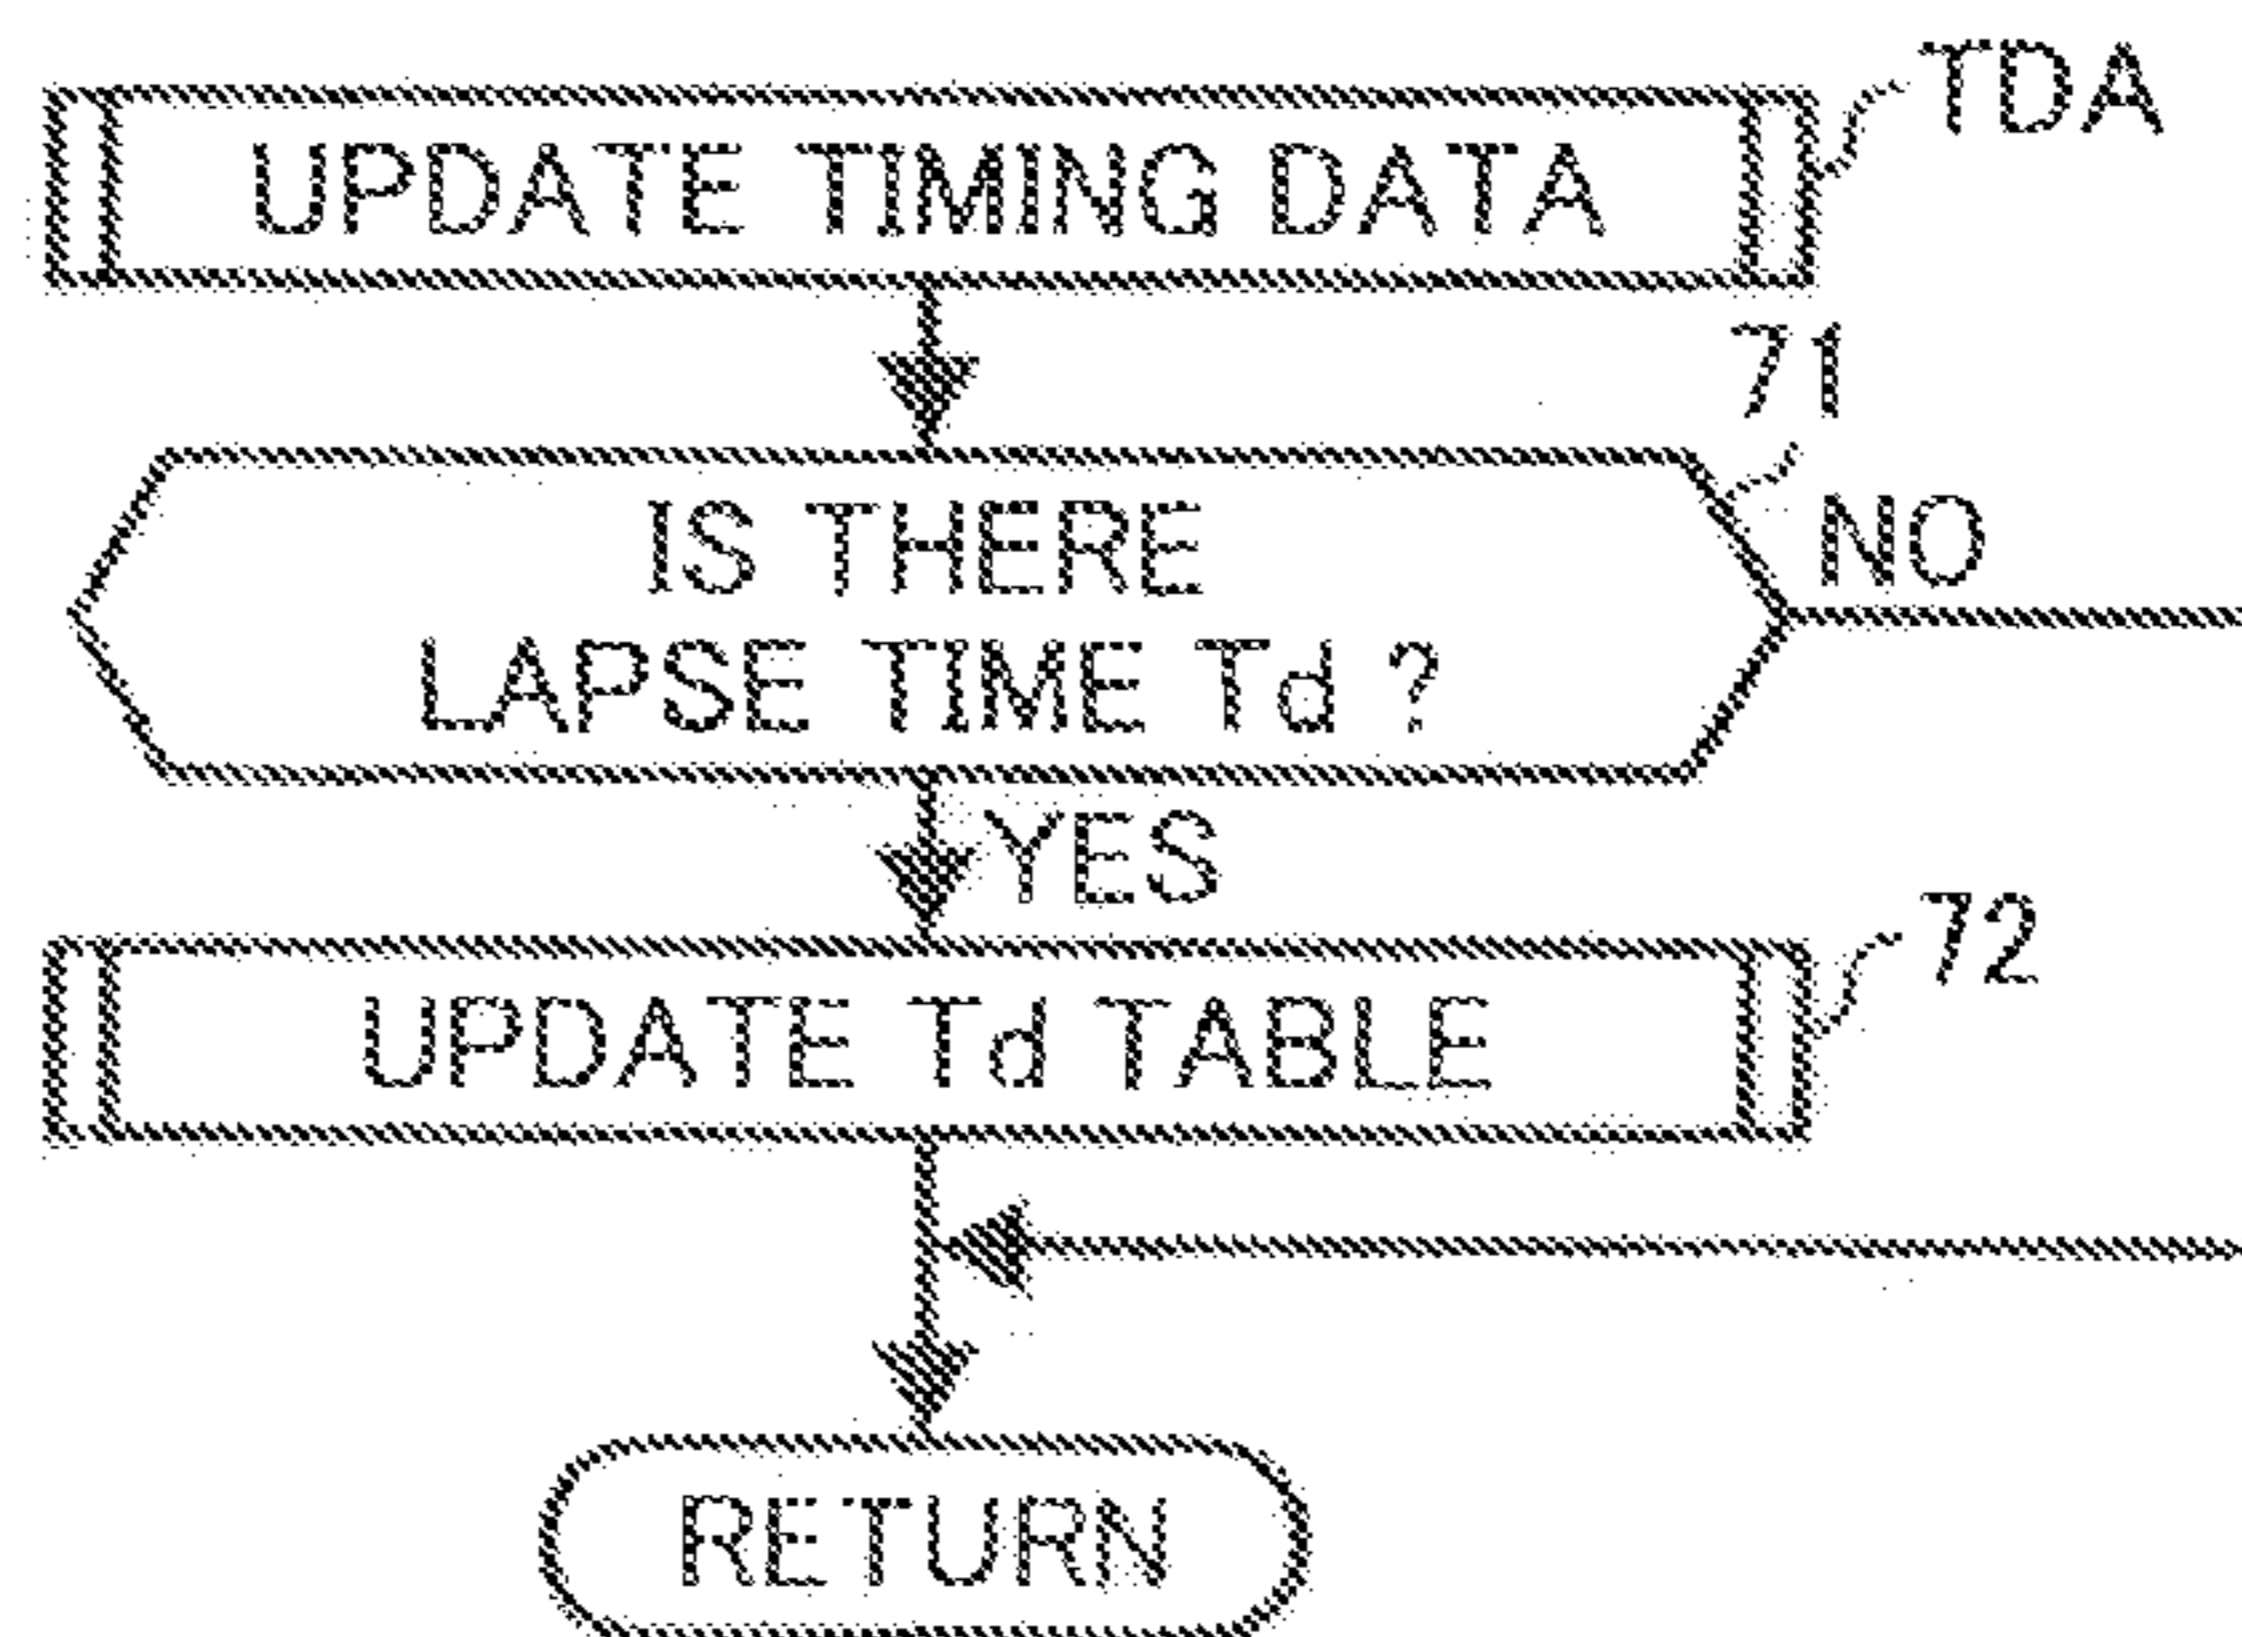 TDA
UPDATE TIMING DATA
71
IS THERE
NO
LAPSE TIME Td ?
YES
72
UPDATE Td TABLE
RETURN